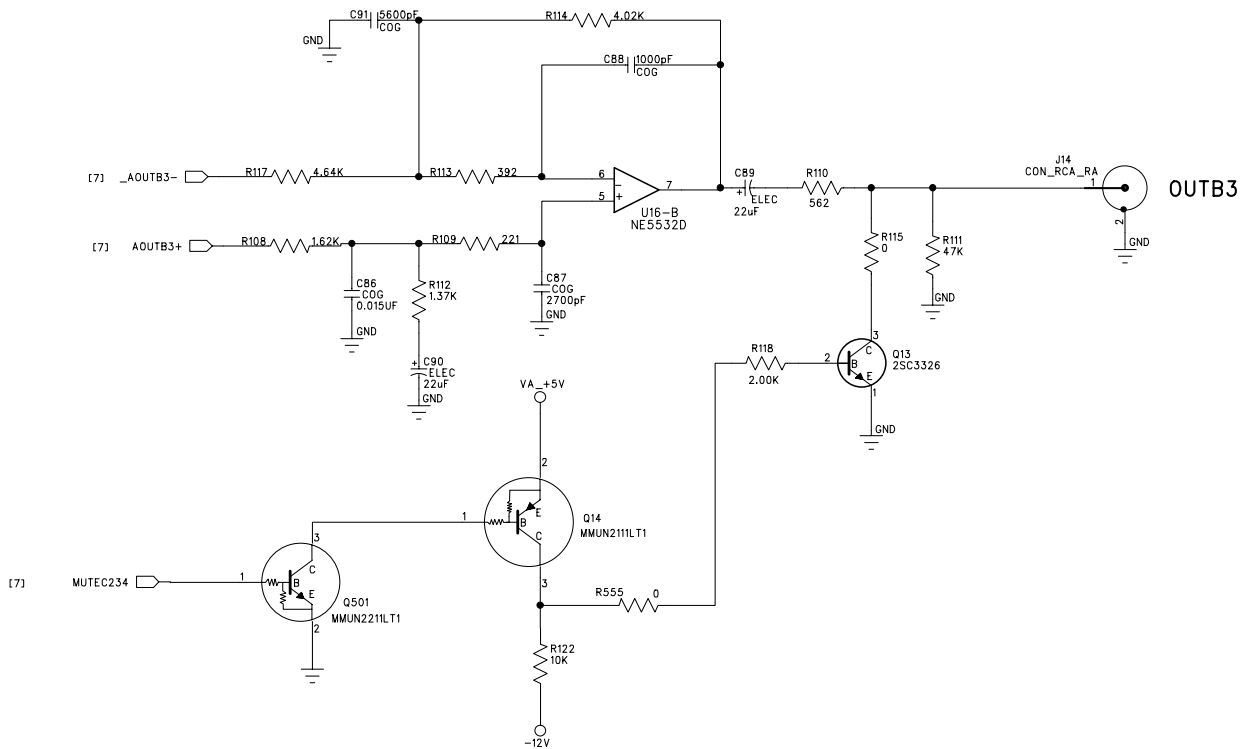 C91 5600pF
COG
GND
R114 4.02K
C88 1000pF
COG
[7] _AOUTB3- R117 4.64K R113 392
6
5
7
U16-B
NE5532D
C89
+ ELEC
22uF
R110
562
J14
CON_RCA_RA
1
2
GND
OUTB3
[7] AOUTB3+ R108 1.62K R109 221
C86
COG
0.015UF
GND
R112
1.37K
C87
COG
2700pF
GND
+ C90
ELEC
22uF
GND
R115
0
R111
47K
GND
R118
2.00K
2
3
C
B
E
1
Q13
2SC3326
GND
VA_+5V
2
1
B
E
C
3
Q14
MMUN2111LT1
[7] MUTEC234
1
3
C
B
E
2
Q501
MMUN2211LT1
R555 0
R122
10K
-12V